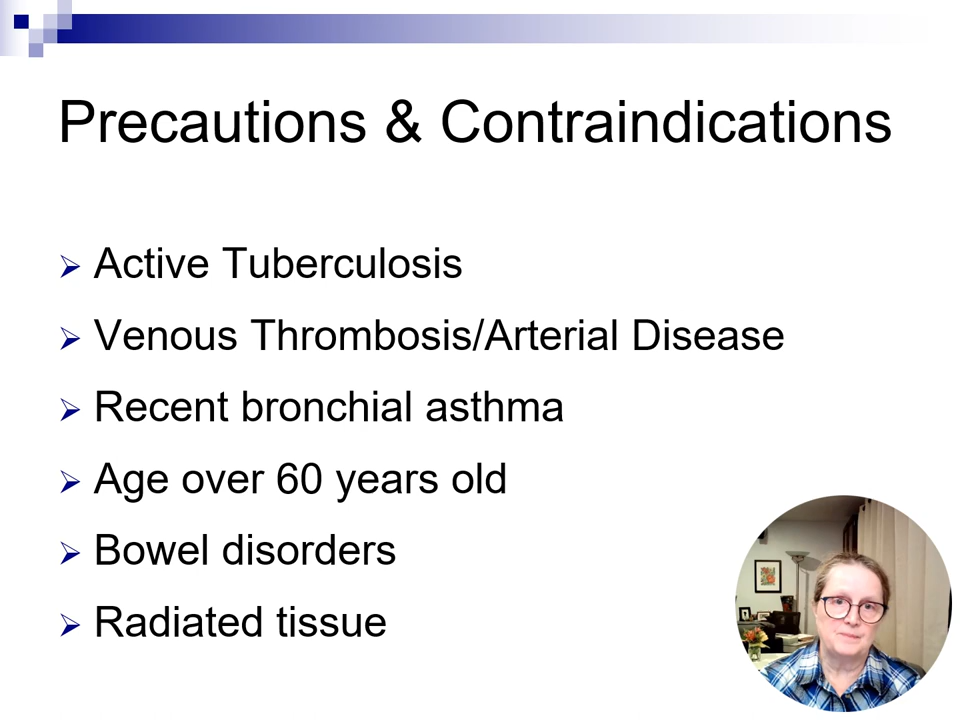 Precautions & Contraindications
Active Tuberculosis
Venous Thrombosis/Arterial Disease
Recent bronchial asthma
Age over 60 years old
Bowel disorders
Radiated tissue